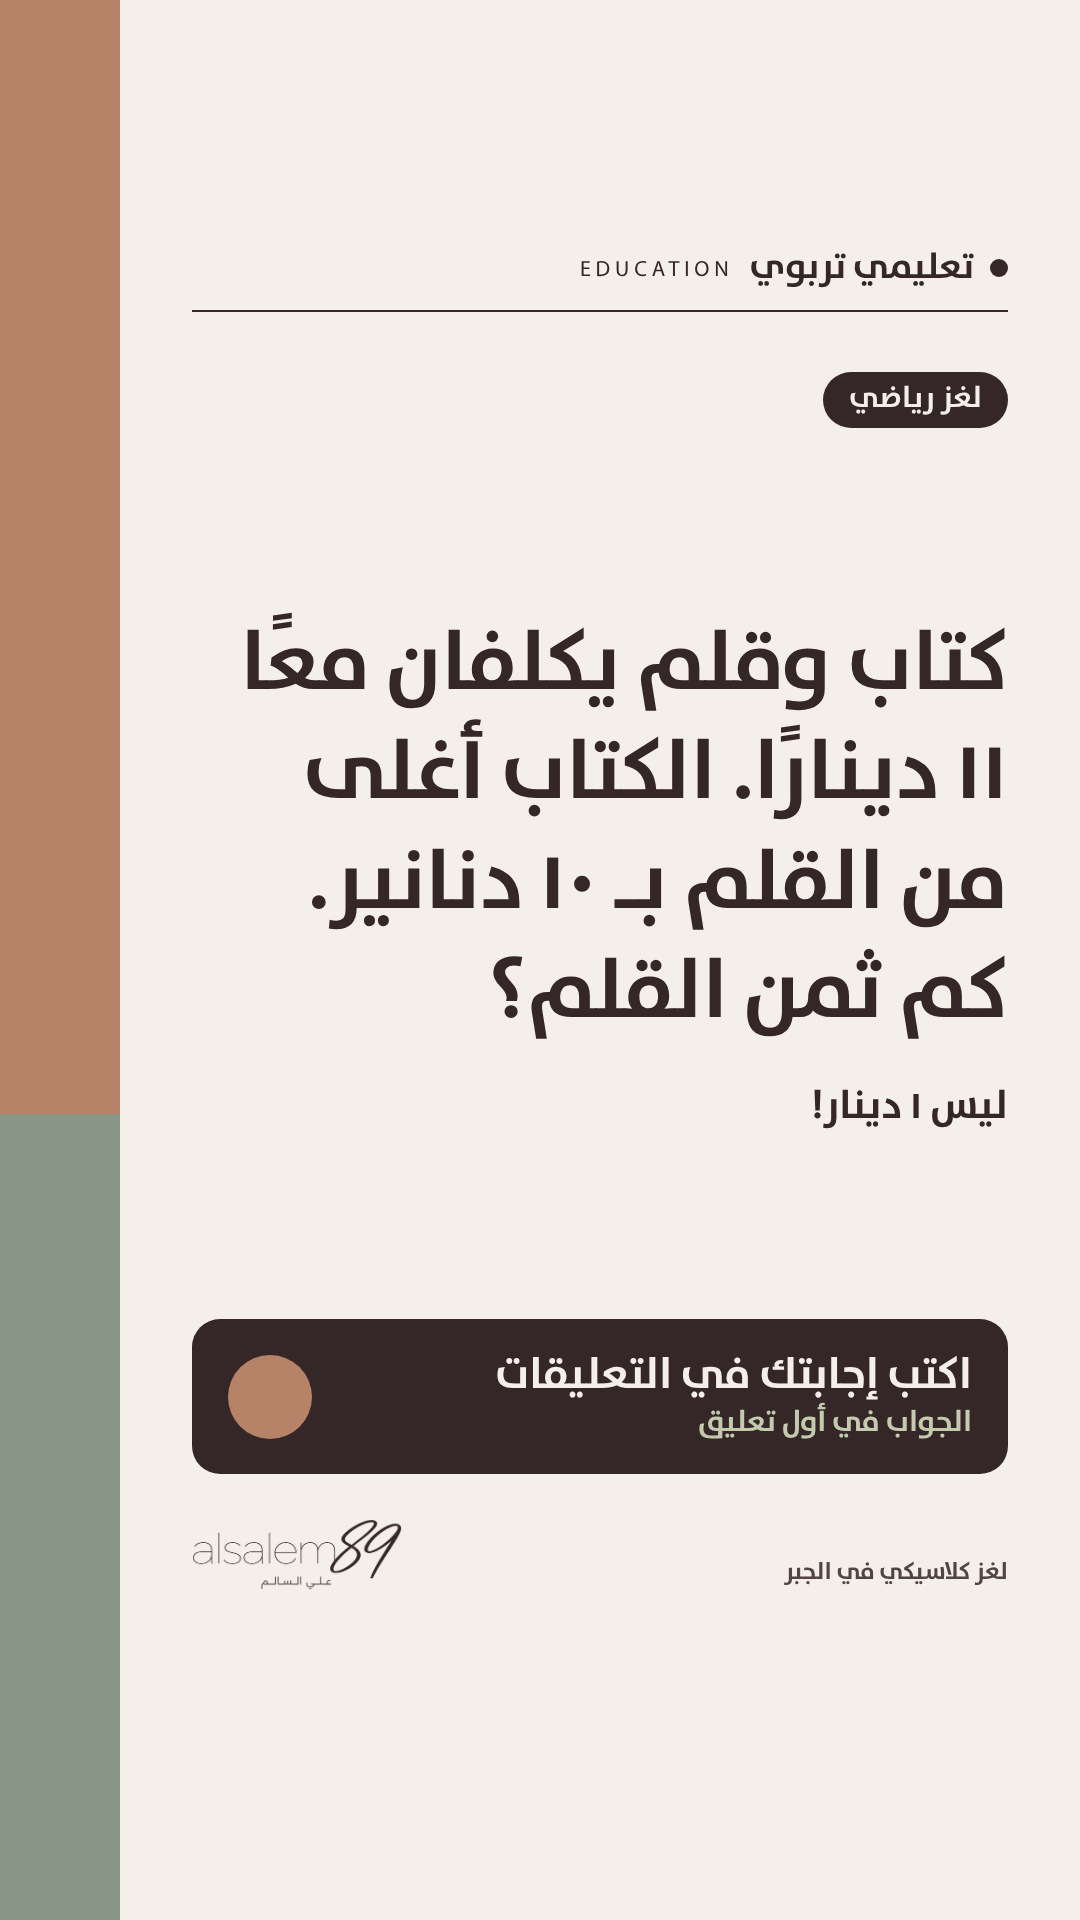 تعليمي تربوي EDUCATION
لغز رياضي
كتاب وقلم يكلفان معًا
١١ دينارًا. الكتاب أغلى
من القلم بـ ١٠ دنانير.
كم ثمن القلم؟
ليس ١ دينار!
اكتب إجابتك في التعليقات
الجواب في أول تعليق
لغز كلاسيكي في الجبر
alsalem89
علي السالم